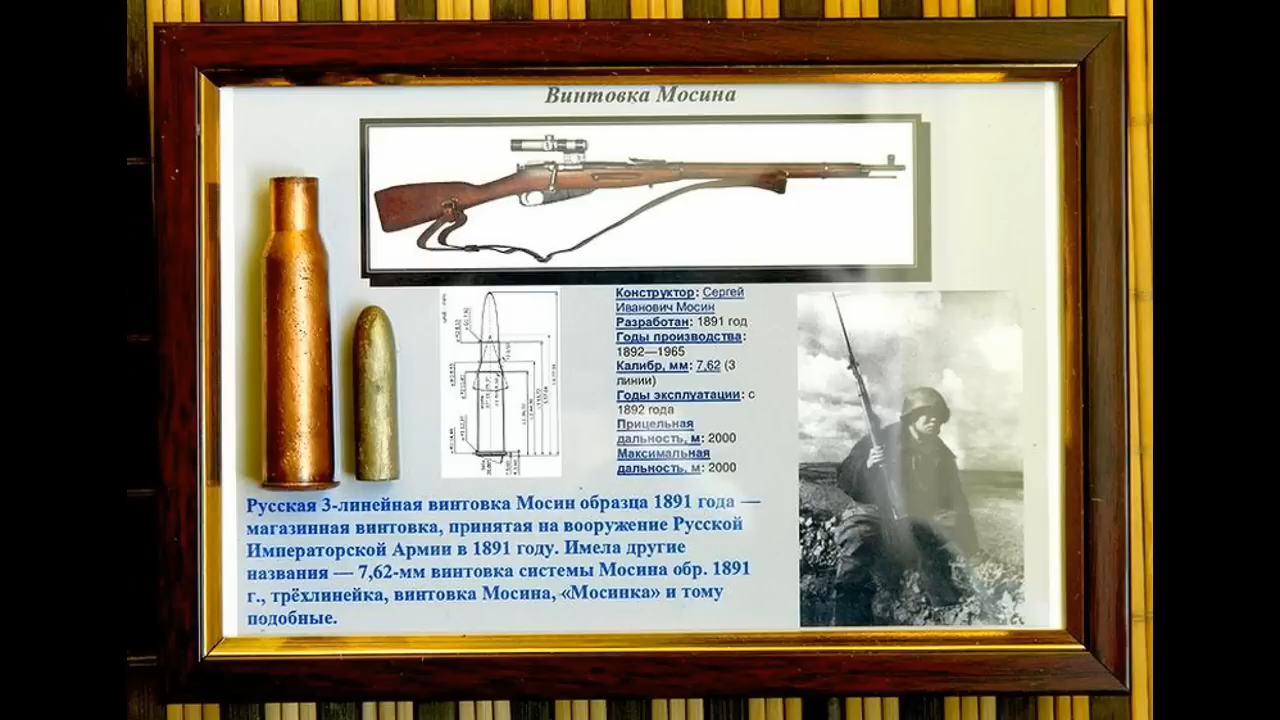 Винтовка Мосина
Конструктор: Сергей
Иванович Мосин
Разработан: 1891 год
Годы производства:
1892—1965
Калибр, мм: 7,62 (3
линии)
Годы эксплуатации: с
1892 года
Прицельная
дальность, м: 2000
Максимальная
дальность, м: 2000
Русская 3-линейная винтовка Мосин образца 1891 года —
магазинная винтовка, принятая на вооружение Русской
Императорской Армии в 1891 году. Имела другие
названия — 7,62-мм винтовка системы Мосина обр. 1891
г., трёхлинейка, винтовка Мосина, «Мосинка» и тому
подобные.